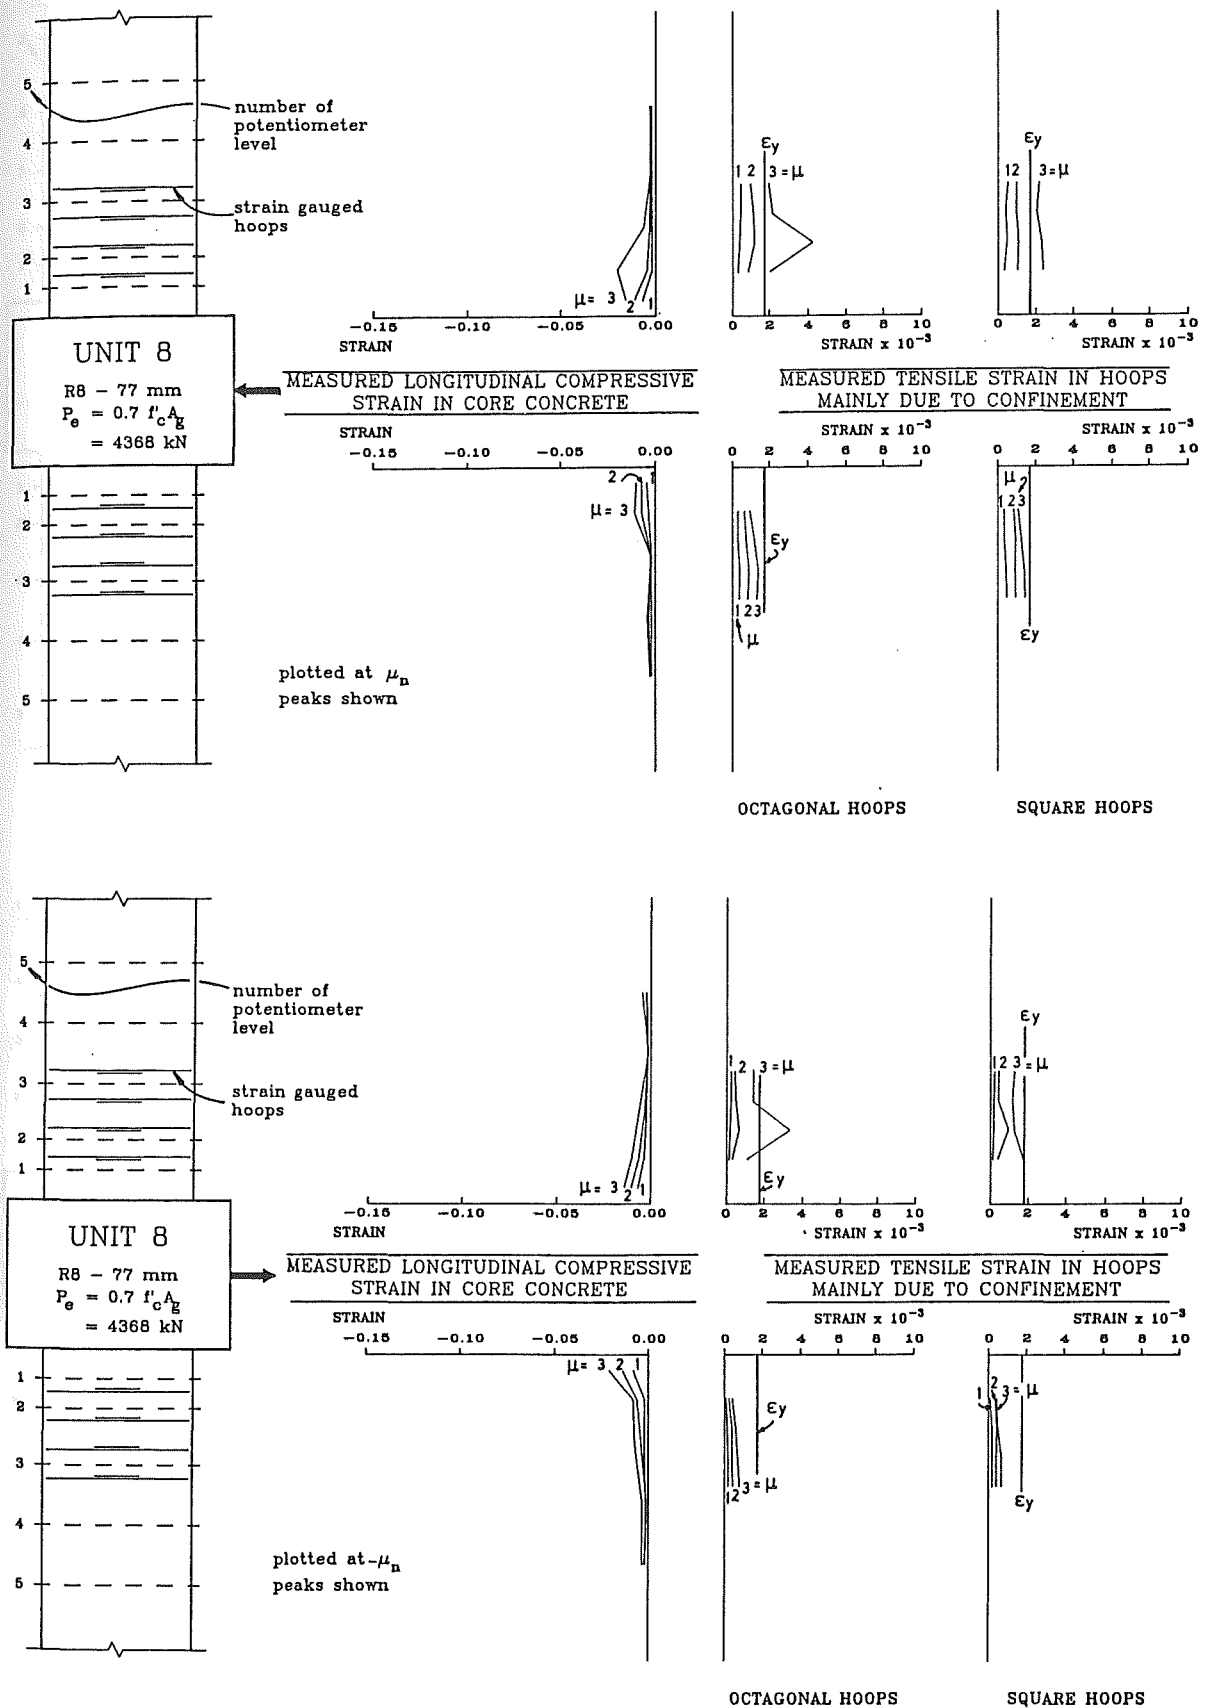 5
number of
potentiometer
level
4
3
strain gauged
hoops
2
1
εy
1 2 3 = μ
εy
12 3 = μ
μ = 3 2 1
-0.15 -0.10 -0.05 0.00
STRAIN
0 2 4 6 8 10
STRAIN x 10⁻³
0 2 4 6 8 10
STRAIN x 10⁻³
UNIT 8
R8 - 77 mm
Pe = 0.7 f'c Ag
= 4368 kN
MEASURED LONGITUDINAL COMPRESSIVE
STRAIN IN CORE CONCRETE
MEASURED TENSILE STRAIN IN HOOPS
MAINLY DUE TO CONFINEMENT
STRAIN
-0.15 -0.10 -0.05 0.00
STRAIN x 10⁻³
0 2 4 6 8 10
STRAIN x 10⁻³
0 2 4 6 8 10
1
2
3
4
5
2 1
μ = 3
εy
1 2 3
μ
μ
1 2 3
εy
plotted at μn
peaks shown
OCTAGONAL HOOPS SQUARE HOOPS
5
number of
potentiometer
level
4
3
strain gauged
hoops
2
1
1 2 3 = μ
εy
εy
12 3 = μ
μ = 3 2 1
-0.15 -0.10 -0.05 0.00
STRAIN
0 2 4 6 8 10
STRAIN x 10⁻³
0 2 4 6 8 10
STRAIN x 10⁻³
UNIT 8
R8 - 77 mm
Pe = 0.7 f'c Ag
= 4368 kN
MEASURED LONGITUDINAL COMPRESSIVE
STRAIN IN CORE CONCRETE
MEASURED TENSILE STRAIN IN HOOPS
MAINLY DUE TO CONFINEMENT
STRAIN
-0.15 -0.10 -0.05 0.00
STRAIN x 10⁻³
0 2 4 6 8 10
STRAIN x 10⁻³
0 2 4 6 8 10
1
2
3
4
5
μ = 3 2 1
εy
12 3 = μ
1 2 3 = μ
εy
plotted at -μn
peaks shown
OCTAGONAL HOOPS SQUARE HOOPS